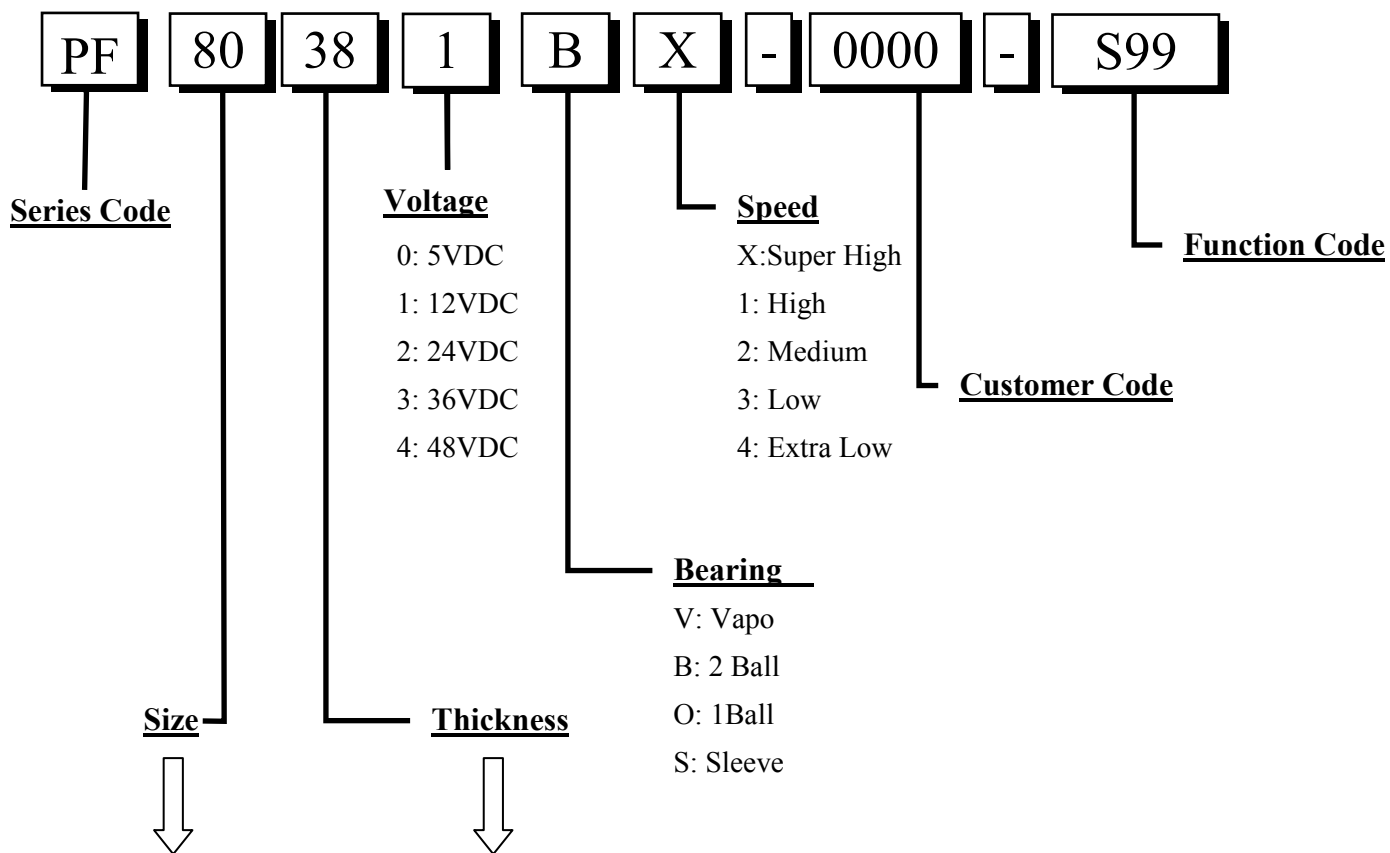 PF 80 38 1 B X - 0000 - S99
Series Code
Voltage
0: 5VDC
1: 12VDC
2: 24VDC
3: 36VDC
4: 48VDC
Speed
X:Super High
1: High
2: Medium
3: Low
4: Extra Low
Function Code
Customer Code
Bearing
V: Vapo
B: 2 Ball
O: 1Ball
S: Sleeve
Size
Thickness